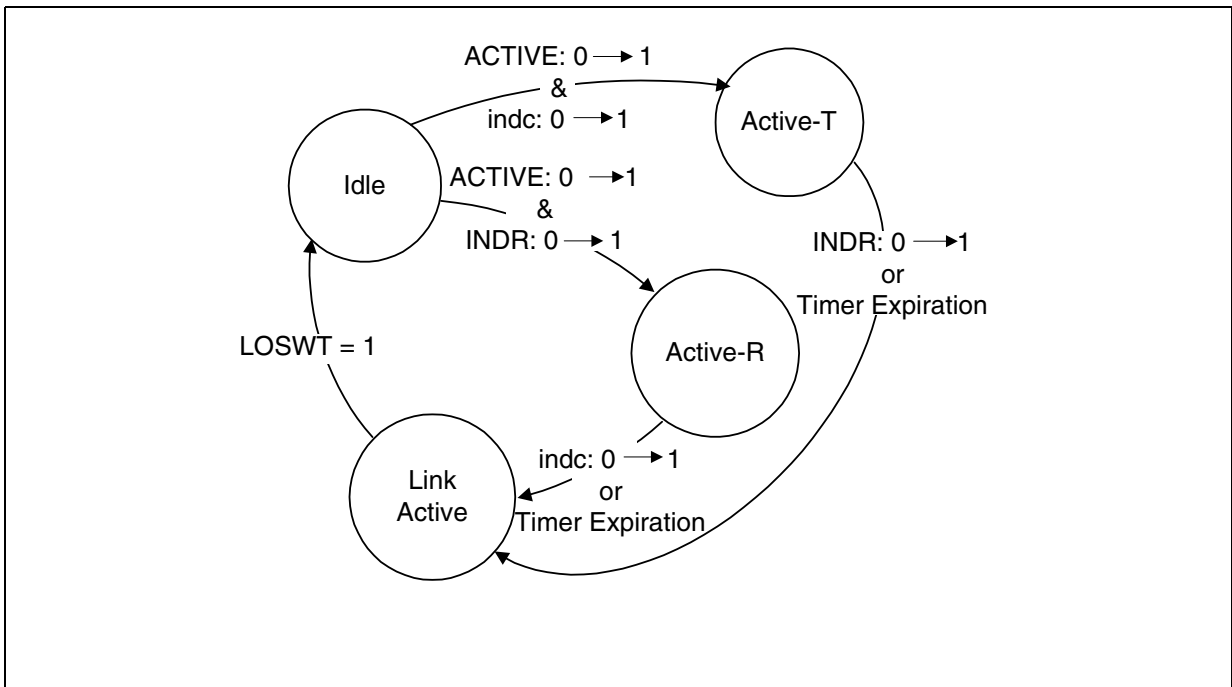 ACTIVE: 0 → 1
&
indc: 0 → 1
Active-T
Idle
ACTIVE: 0 → 1
&
INDR: 0 → 1
INDR: 0 → 1
or
Timer Expiration
Active-R
LOSWT = 1
indc: 0 → 1
or
Timer Expiration
Link
Active